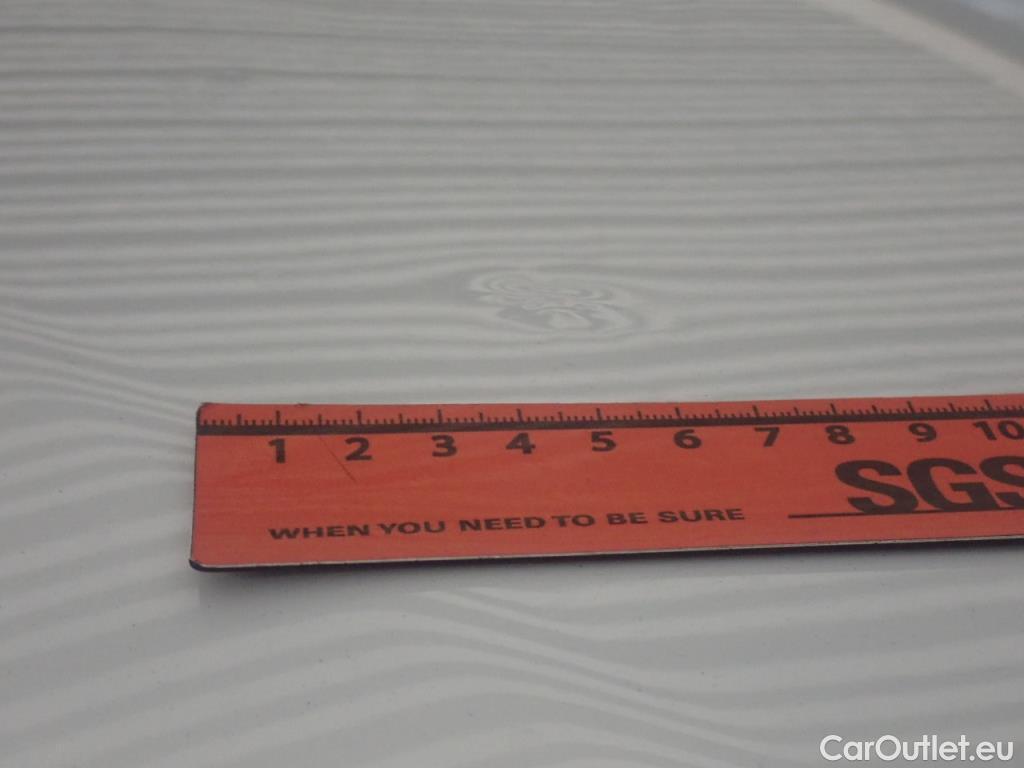 1 2 3 4 5 6 7 8 9 10
SGS
WHEN YOU NEED TO BE SURE
CarOutlet.eu